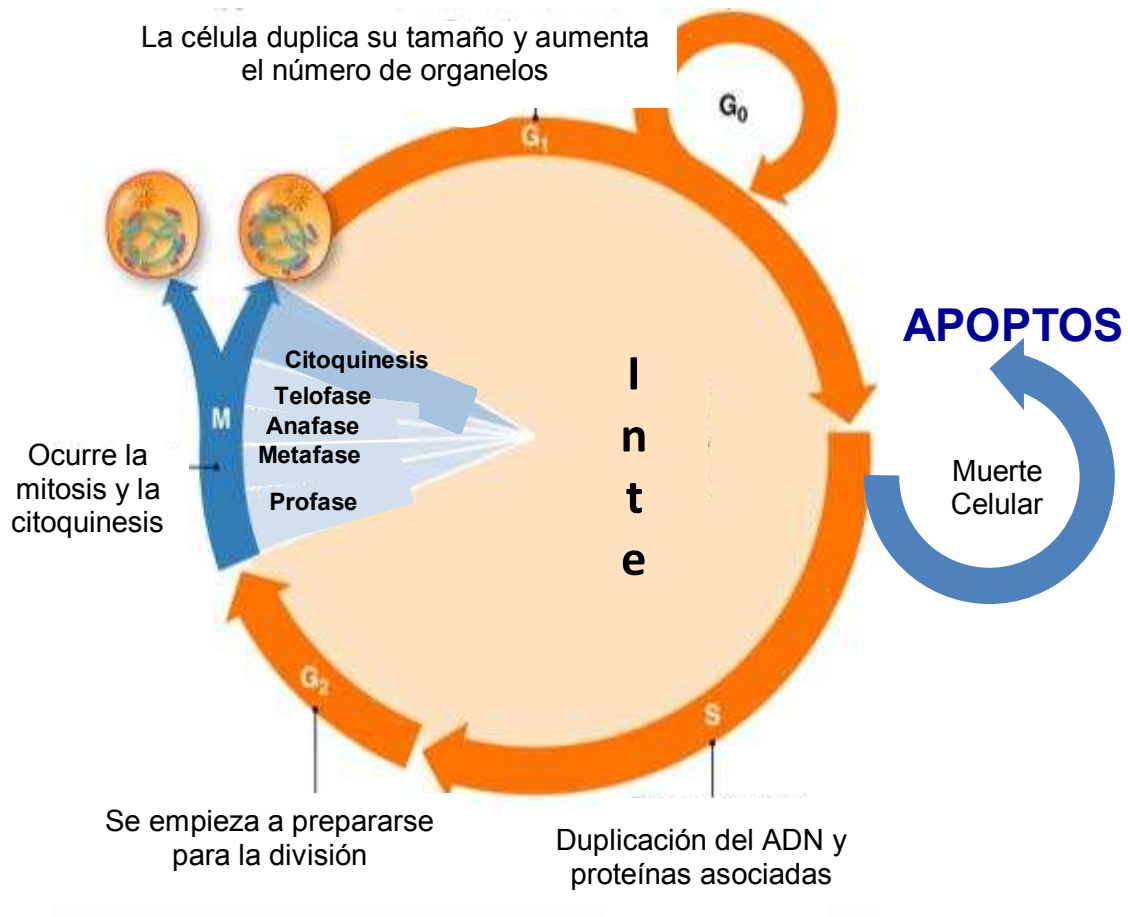 La célula duplica su tamaño y aumenta
el número de organelos
G₀
G₁
APOPTOS
Citoquinesis
Telofase
Anafase
Metafase
Profase
M
Ocurre la
mitosis y la
citoquinesis
I
n
t
e
Muerte
Celular
G₂
S
Se empieza a prepararse
para la división
Duplicación del ADN y
proteínas asociadas